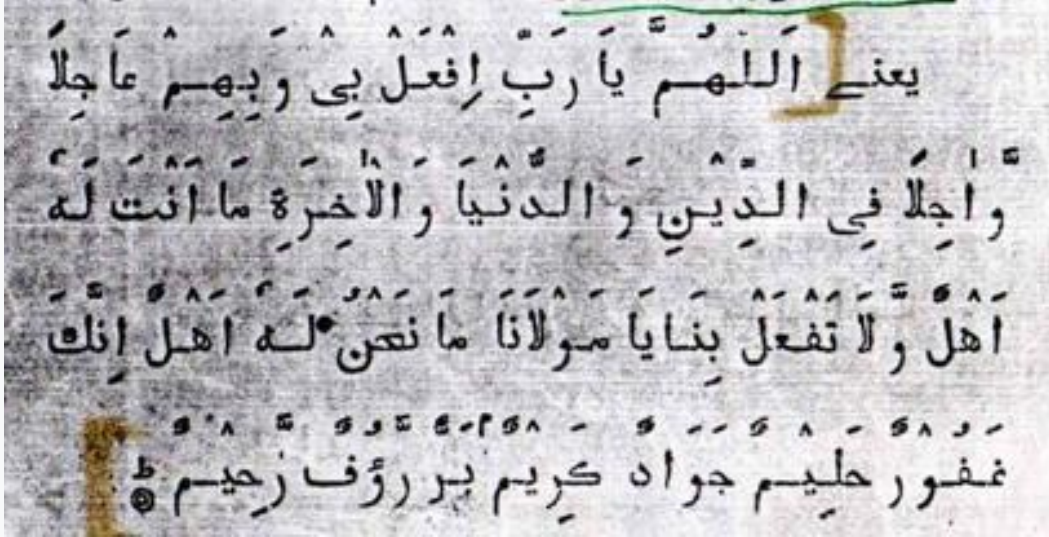 يعنے اَللّٰهُمَّ يَا رَبِّ اِفْعَلْ بِىْ وَبِهِمْ عَاجِلًا
وَّاٰجِلًا فِى الدِّيْنِ وَ الدُّنْيَا وَ الْاٰخِرَةِ مَا اَنْتَ لَهٗ
اَهْلٌ وَّ لَا تَفْعَلْ بِنَا يَا مَوْلَانَا مَا نَحْنُ لَهٗ اَهْلٌ اِنَّكَ
غَفُوْرٌ حَلِيْمٌ جَوَادٌ كَرِيْمٌ بَرٌّ رَؤُفٌ رَّحِيْمٌ ط